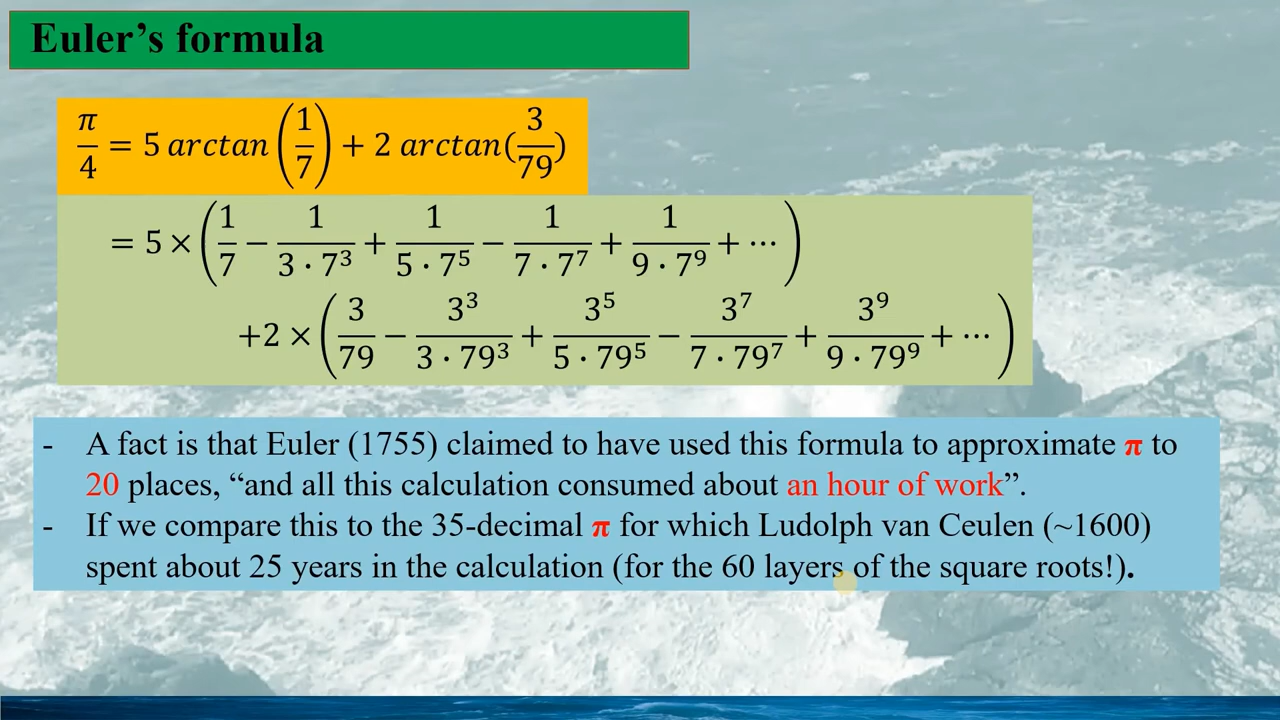 Euler’s formula
π/4 = 5 arctan (1/7) + 2 arctan(3/79)
= 5 × (1/7 − 1/(3 · 7³) + 1/(5 · 7⁵) − 1/(7 · 7⁷) + 1/(9 · 7⁹) + ⋯)
+2 × (3/79 − 3³/(3 · 79³) + 3⁵/(5 · 79⁵) − 3⁷/(7 · 79⁷) + 3⁹/(9 · 79⁹) + ⋯)
- A fact is that Euler (1755) claimed to have used this formula to approximate π to
20 places, “and all this calculation consumed about an hour of work”.
- If we compare this to the 35-decimal π for which Ludolph van Ceulen (~1600)
spent about 25 years in the calculation (for the 60 layers of the square roots!).